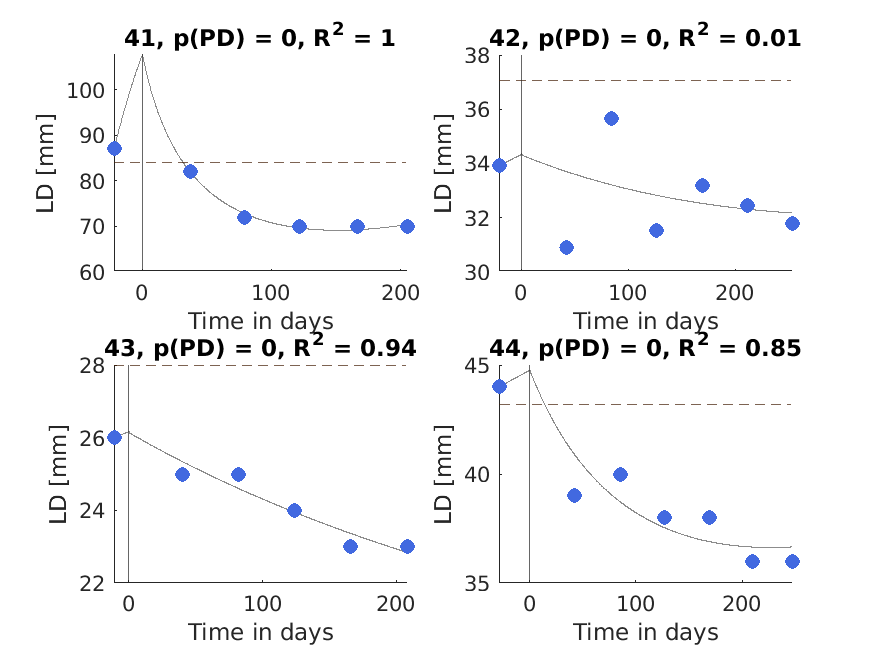 41, p(PD) = 0, R² = 1
LD [mm]
100
90
80
70
60
0 100 200
Time in days
42, p(PD) = 0, R² = 0.01
LD [mm]
38
36
34
32
30
0 100 200
Time in days
43, p(PD) = 0, R² = 0.94
LD [mm]
28
26
24
22
0 100 200
Time in days
44, p(PD) = 0, R² = 0.85
LD [mm]
45
40
35
0 100 200
Time in days